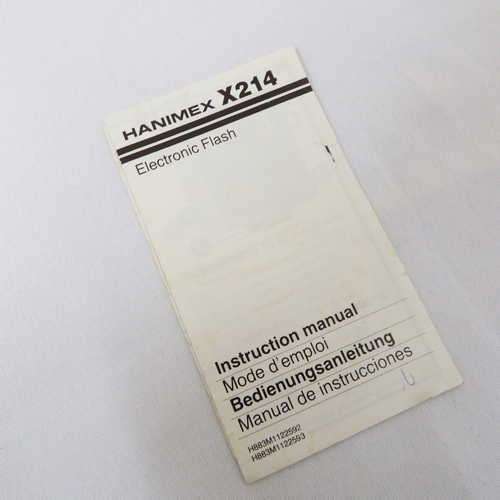 HANIMEX X214
Electronic Flash
Instruction manual
Mode d'emploi
Bedienungsanleitung
Manual de instrucciones
H883M1122592
H883M1122593